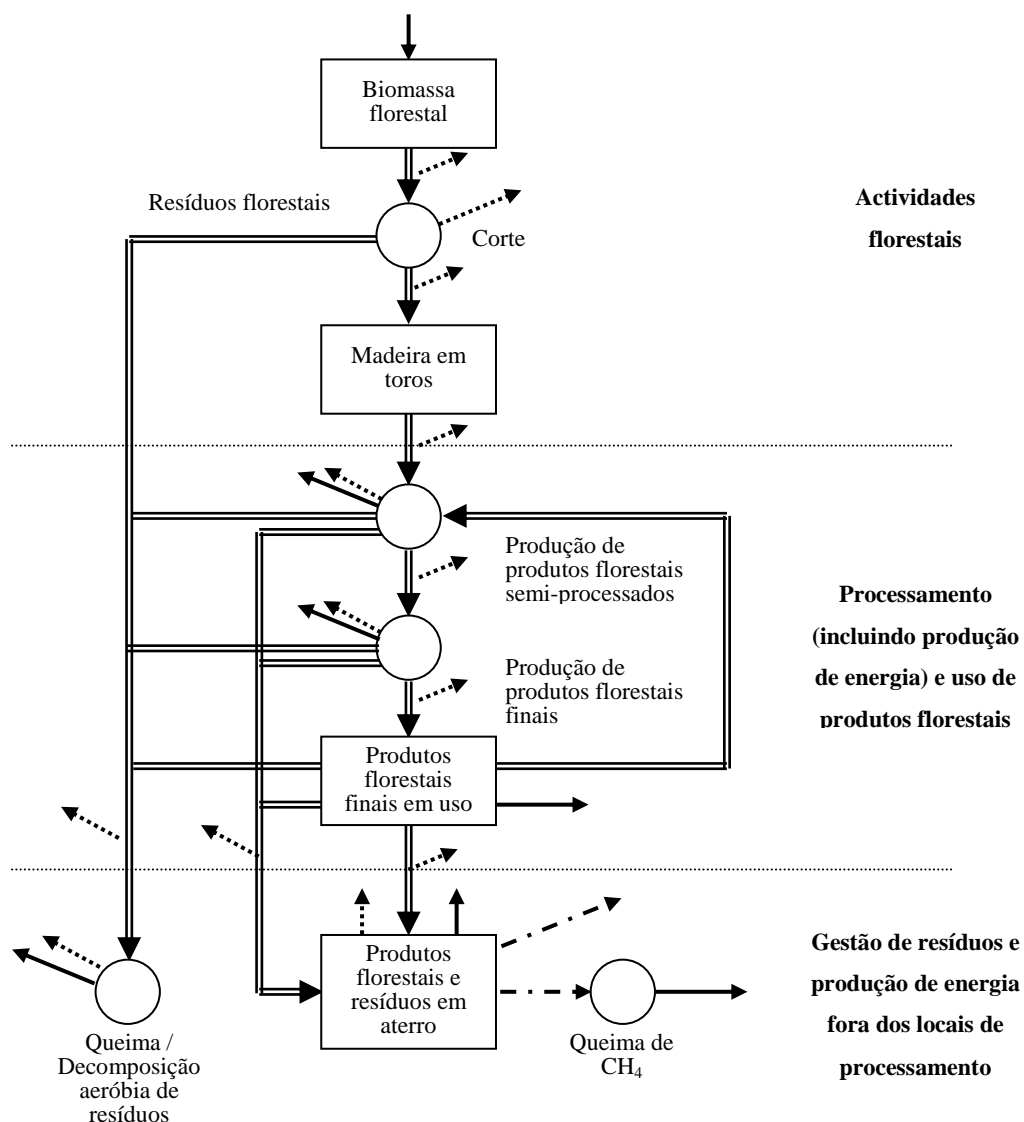 Biomassa
florestal
Resíduos florestais
Corte
Actividades
florestais
Madeira em
toros
Produção de
produtos florestais
semi-processados
Produção de
produtos florestais
finais
Processamento
(incluindo produção
de energia) e uso de
produtos florestais
Produtos
florestais
finais em uso
Produtos
florestais e
resíduos em
aterro
Queima /
Decomposição
aeróbia de
resíduos
Queima de
CH₄
Gestão de resíduos e
produção de energia
fora dos locais de
processamento